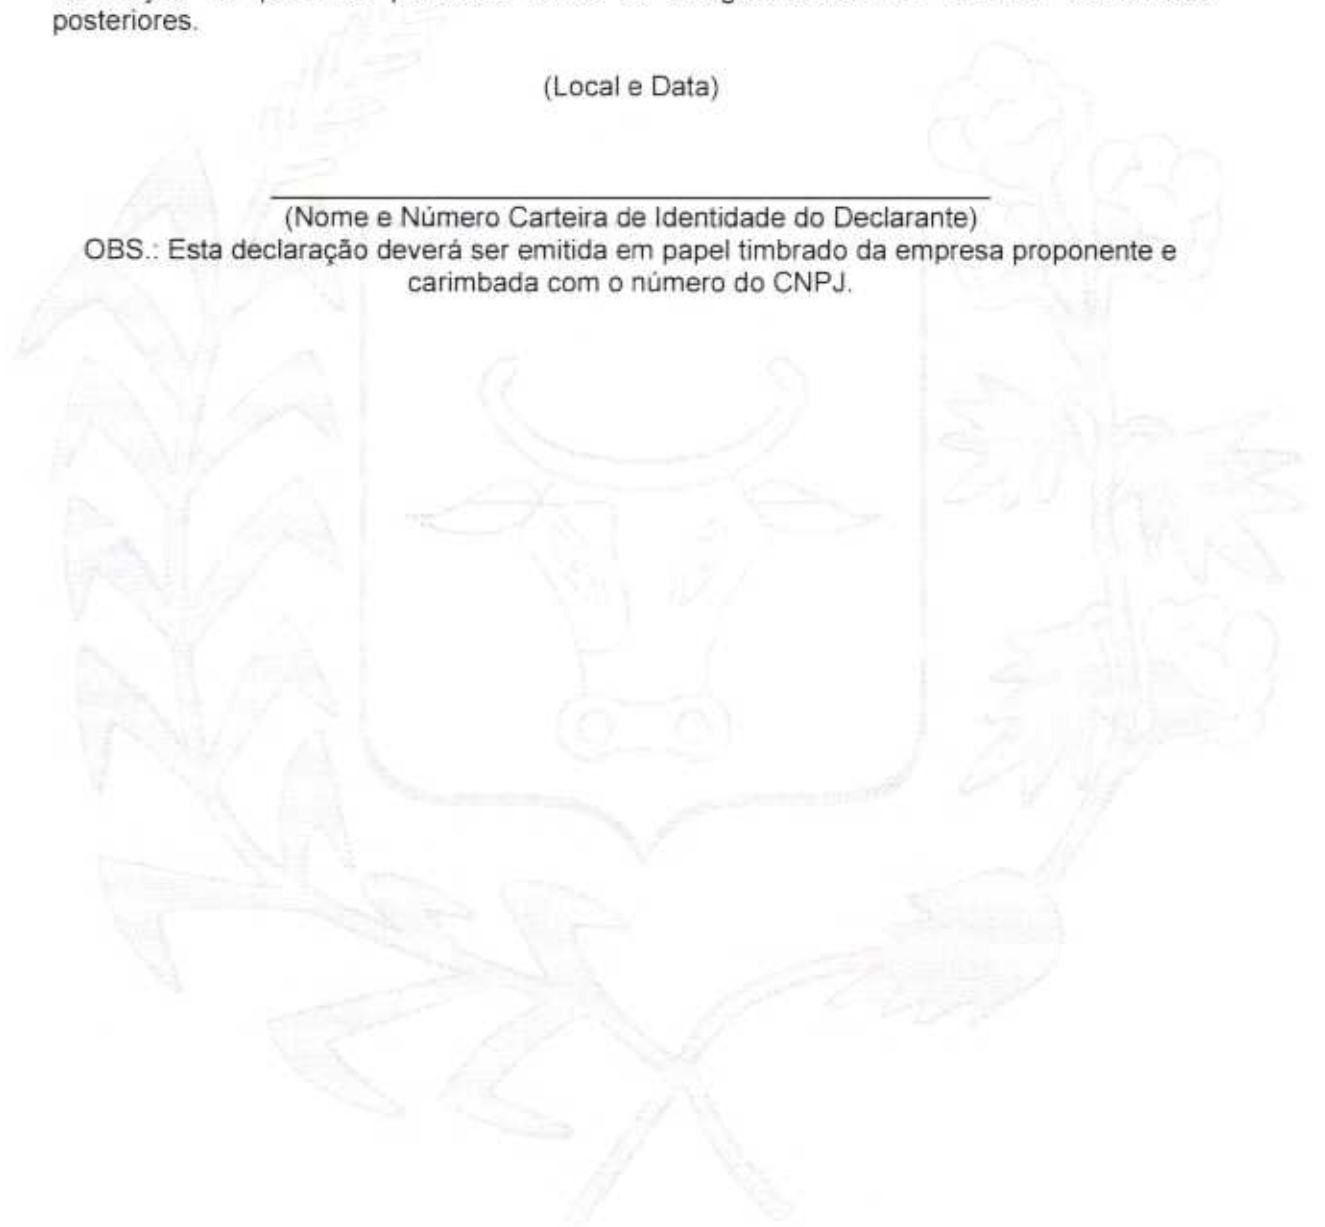 posteriores.
(Local e Data)
(Nome e Número Carteira de Identidade do Declarante)
OBS.: Esta declaração deverá ser emitida em papel timbrado da empresa proponente e
carimbada com o número do CNPJ.